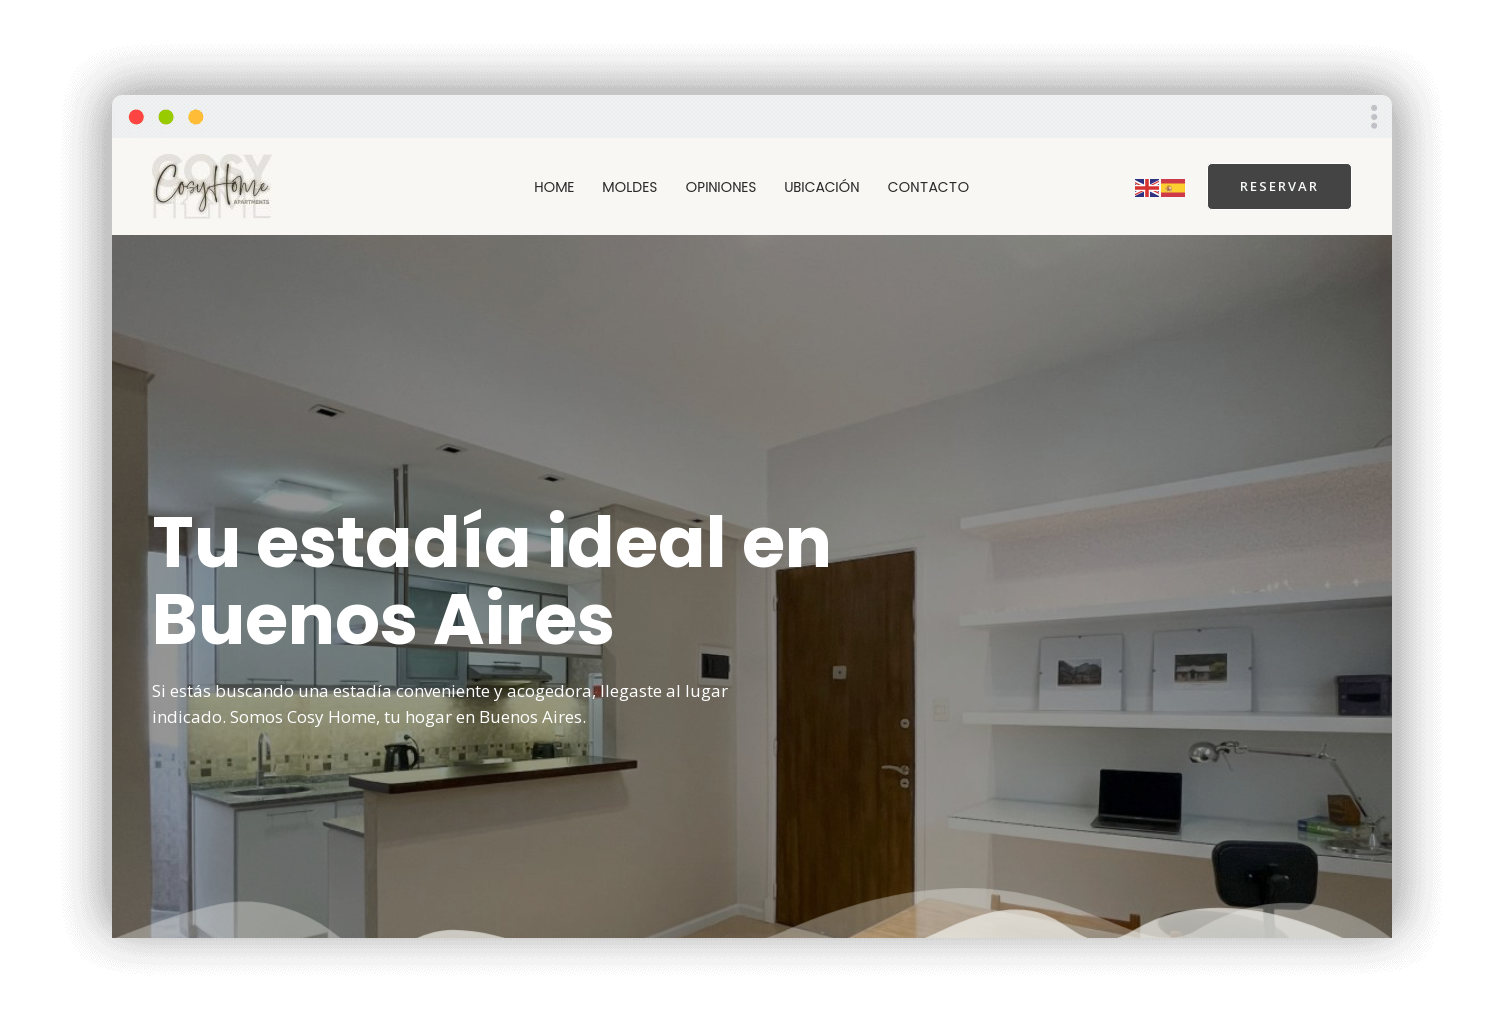 COSY
CosyHome
APARTMENTS
HOME
HOME MOLDES OPINIONES UBICACIÓN CONTACTO
RESERVAR
Tu estadía ideal en
Buenos Aires
Si estás buscando una estadía conveniente y acogedora, llegaste al lugar
indicado. Somos Cosy Home, tu hogar en Buenos Aires.